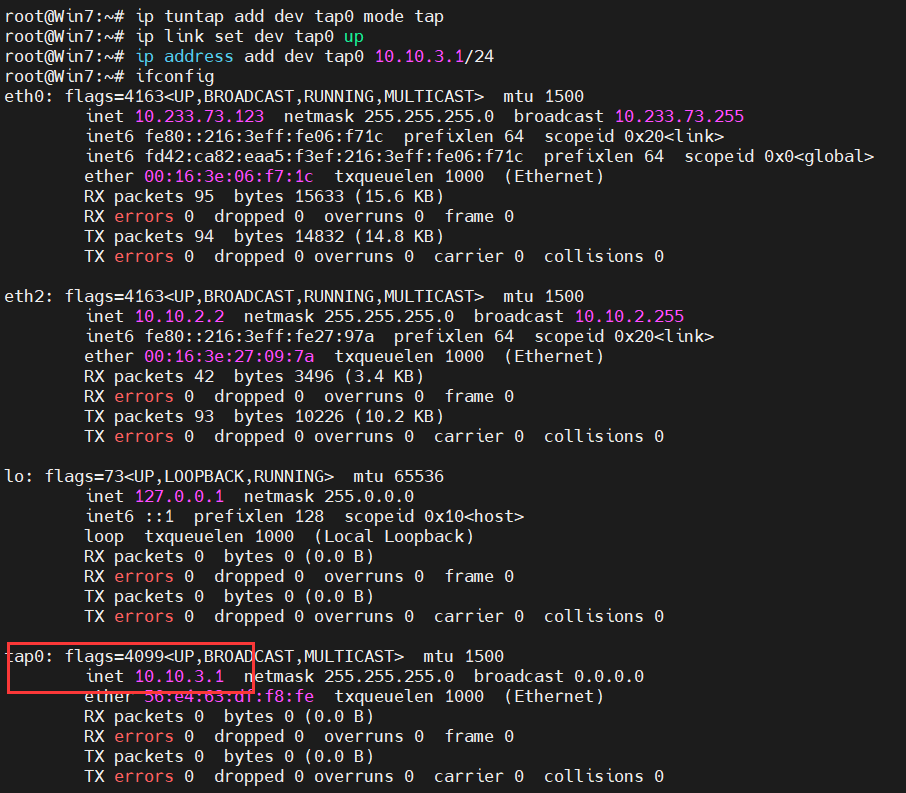 root@Win7:~# ip tuntap add dev tap0 mode tap
root@Win7:~# ip link set dev tap0 up
root@Win7:~# ip address add dev tap0 10.10.3.1/24
root@Win7:~# ifconfig
eth0: flags=4163<UP,BROADCAST,RUNNING,MULTICAST>  mtu 1500
        inet 10.233.73.123  netmask 255.255.255.0  broadcast 10.233.73.255
        inet6 fe80::216:3eff:fe06:f71c  prefixlen 64  scopeid 0x20<link>
        inet6 fd42:ca82:eaa5:f3ef:216:3eff:fe06:f71c  prefixlen 64  scopeid 0x0<global>
        ether 00:16:3e:06:f7:1c  txqueuelen 1000  (Ethernet)
        RX packets 95  bytes 15633 (15.6 KB)
        RX errors 0  dropped 0  overruns 0  frame 0
        TX packets 94  bytes 14832 (14.8 KB)
        TX errors 0  dropped 0 overruns 0  carrier 0  collisions 0

eth2: flags=4163<UP,BROADCAST,RUNNING,MULTICAST>  mtu 1500
        inet 10.10.2.2  netmask 255.255.255.0  broadcast 10.10.2.255
        inet6 fe80::216:3eff:fe27:97a  prefixlen 64  scopeid 0x20<link>
        ether 00:16:3e:27:09:7a  txqueuelen 1000  (Ethernet)
        RX packets 42  bytes 3496 (3.4 KB)
        RX errors 0  dropped 0  overruns 0  frame 0
        TX packets 93  bytes 10226 (10.2 KB)
        TX errors 0  dropped 0 overruns 0  carrier 0  collisions 0

lo: flags=73<UP,LOOPBACK,RUNNING>  mtu 65536
        inet 127.0.0.1  netmask 255.0.0.0
        inet6 ::1  prefixlen 128  scopeid 0x10<host>
        loop  txqueuelen 1000  (Local Loopback)
        RX packets 0  bytes 0 (0.0 B)
        RX errors 0  dropped 0  overruns 0  frame 0
        TX packets 0  bytes 0 (0.0 B)
        TX errors 0  dropped 0 overruns 0  carrier 0  collisions 0

tap0: flags=4099<UP,BROADCAST,MULTICAST>  mtu 1500
        inet 10.10.3.1  netmask 255.255.255.0  broadcast 0.0.0.0
        ether 56:e4:63:df:f8:fe  txqueuelen 1000  (Ethernet)
        RX packets 0  bytes 0 (0.0 B)
        RX errors 0  dropped 0  overruns 0  frame 0
        TX packets 0  bytes 0 (0.0 B)
        TX errors 0  dropped 0 overruns 0  carrier 0  collisions 0